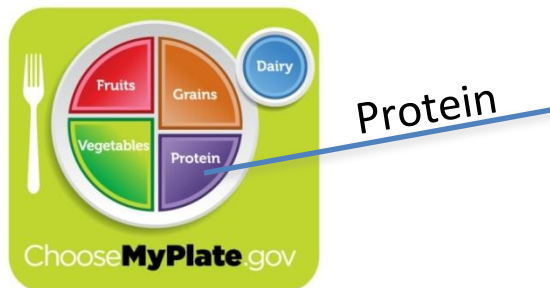 Fruits
Grains
Dairy
Vegetables
Protein
Protein
ChooseMyPlate.gov